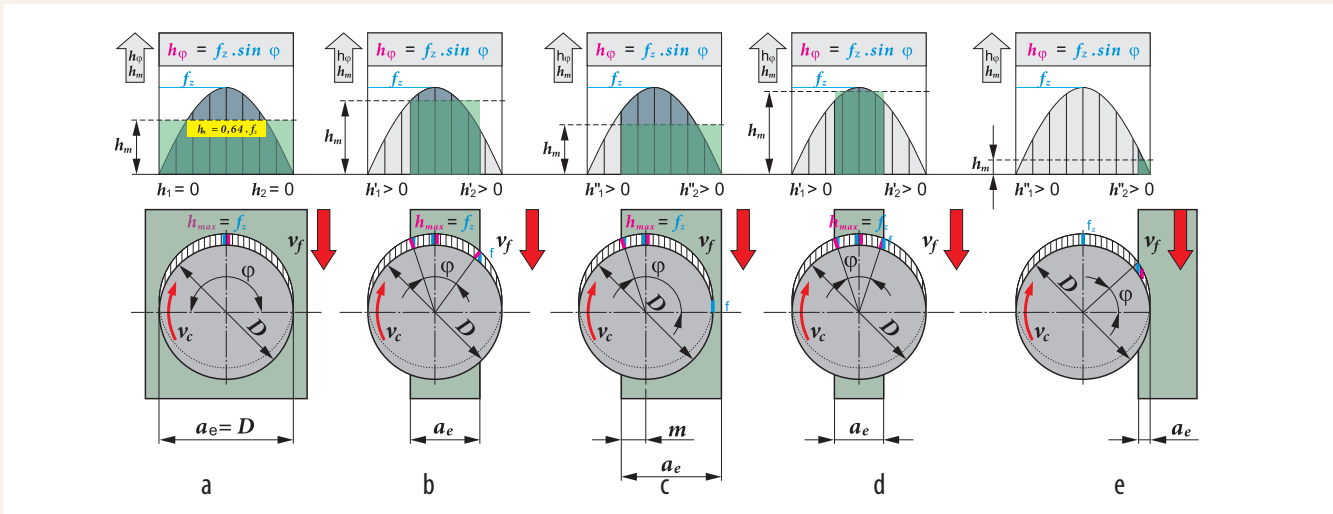 hφ = fz .sin φ
hφ
hm
fz
hm = 0,64 . fz
hm
h1 = 0
h2 = 0
hmax = fz
vf
φ
D
vc
ae = D
a
hφ = fz .sin φ
hφ
hm
fz
hm
h'1 > 0
h'2 > 0
hmax = fz
vf
f
φ
D
vc
ae
b
hφ = fz .sin φ
hφ
hm
fz
hm
h"1 > 0
h"2 > 0
hmax = fz
vf
φ
D
f
vc
m
ae
c
hφ = fz .sin φ
hφ
hm
fz
hm
h'1 > 0
h'2 > 0
hmax = fz
vf
f
φ
D
vc
ae
d
hφ = fz .sin φ
hφ
hm
fz
hm
h"1 > 0
h"2 > 0
fz
vf
φ
D
vc
ae
e